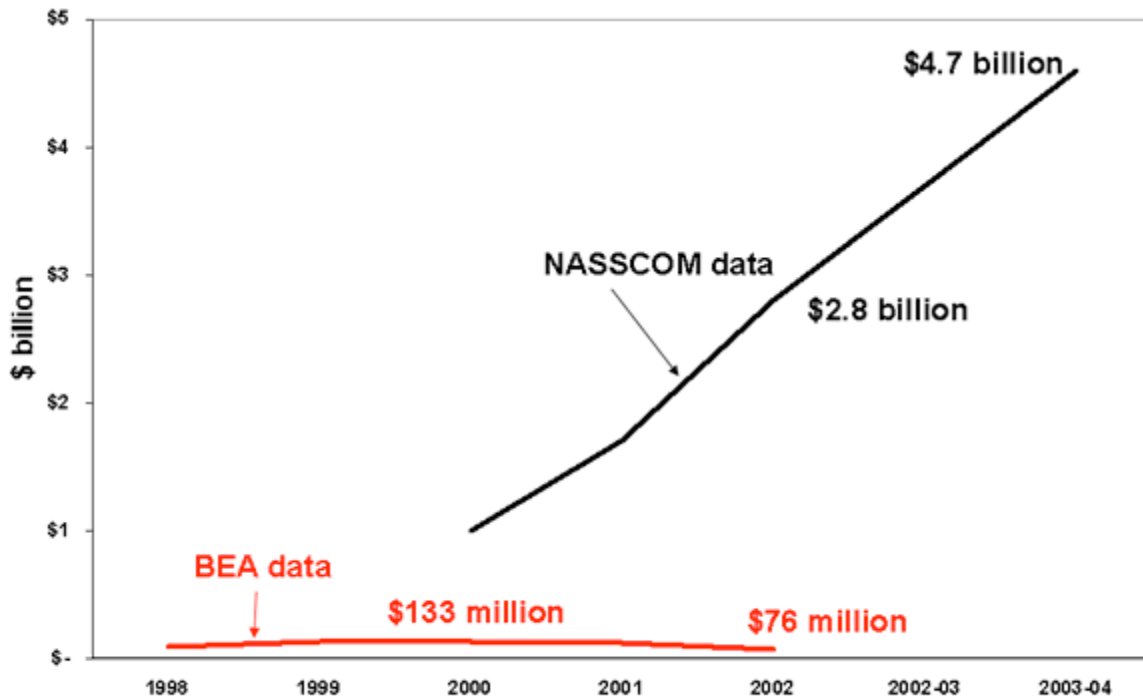 $5
$4.7 billion
$4
NASSCOM data
$3
$2.8 billion
$ billion
$2
$1
BEA data
$133 million
$76 million
$-
1998
1999
2000
2001
2002
2002-03
2003-04